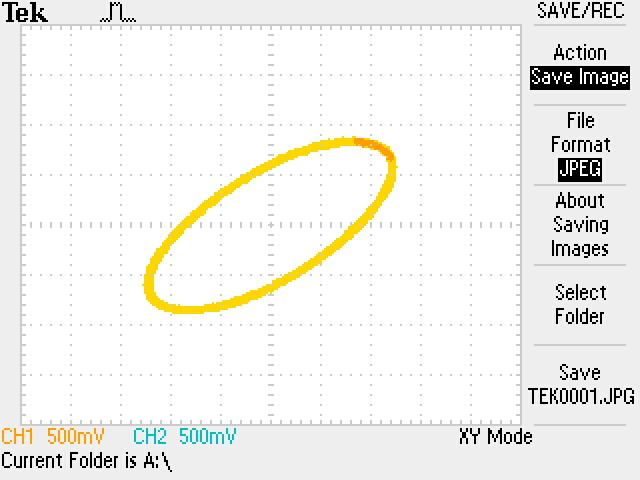 Tek
SAVE/REC
Action
Save Image
File
Format
JPEG
About
Saving
Images
Select
Folder
Save
TEK0001.JPG
CH1 500mV CH2 500mV XY Mode
Current Folder is A:\